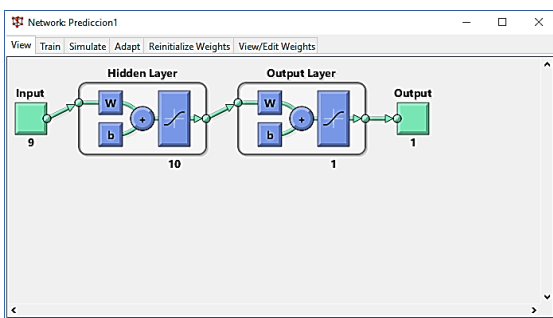 Network: Prediccion1
View Train Simulate Adapt Reinitialize Weights View/Edit Weights
Hidden Layer Output Layer
Input Output
W W
b b
+ +
9 1
10 1